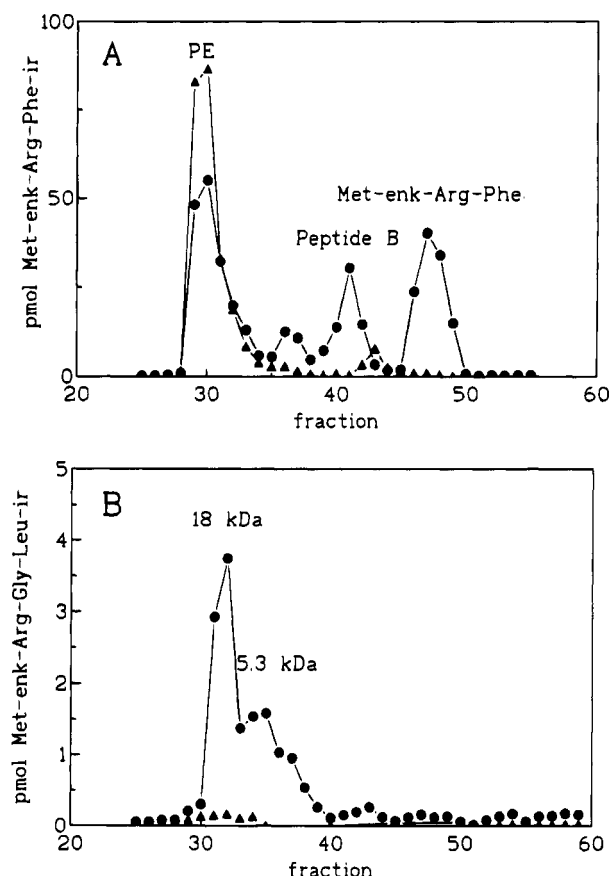 A
PE
Met-enk-Arg-Phe
Peptide B
pmol Met-enk-Arg-Phe-ir
100
50
0
20 30 40 50 60
fraction
B
18 kDa
5.3 kDa
pmol Met-enk-Arg-Gly-Leu-ir
5
4
3
2
1
0
20 30 40 50 60
fraction